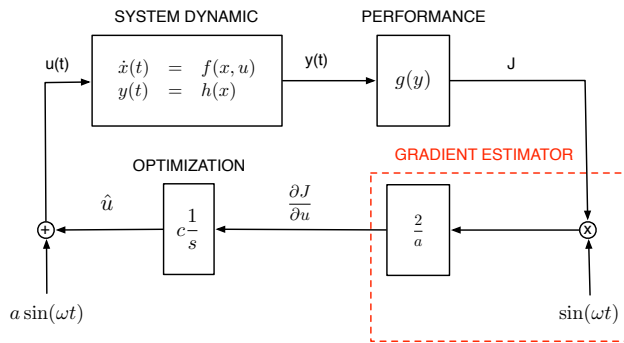 SYSTEM DYNAMIC
PERFORMANCE
u(t)
ẋ(t) = f(x, u)
y(t) = h(x)
y(t)
g(y)
J
OPTIMIZATION
GRADIENT ESTIMATOR
û
c 1/s
∂J/∂u
2/a
+
x
a sin(ωt)
sin(ωt)